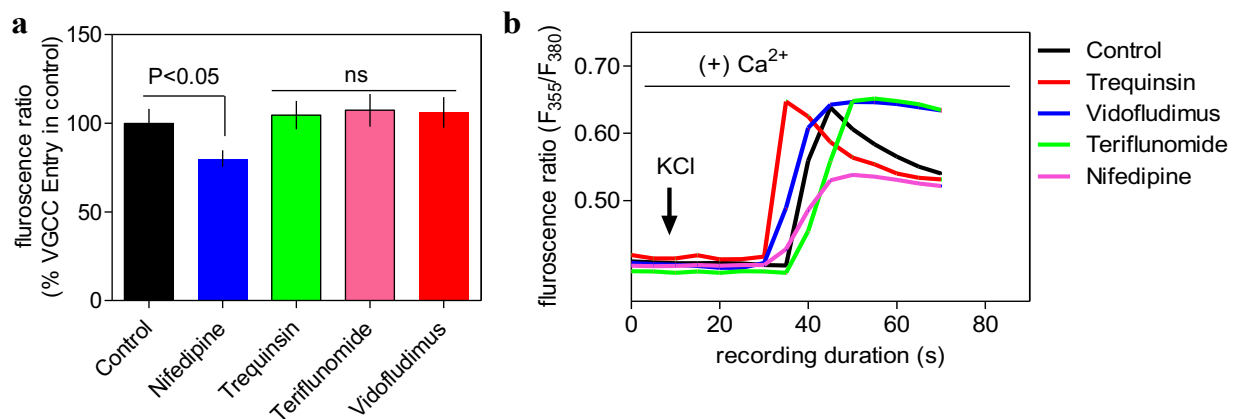 a
fluroscence ratio
(% VGCC Entry in control)
150
100
50
0
P<0.05
ns
Control
Nifedipine
Trequinsin
Teriflunomide
Vidofludimus
b
fluroscence ratio (F355/F380)
0.70
0.60
0.50
(+) Ca2+
KCl
0
20
40
60
80
recording duration (s)
Control
Trequinsin
Vidofludimus
Teriflunomide
Nifedipine